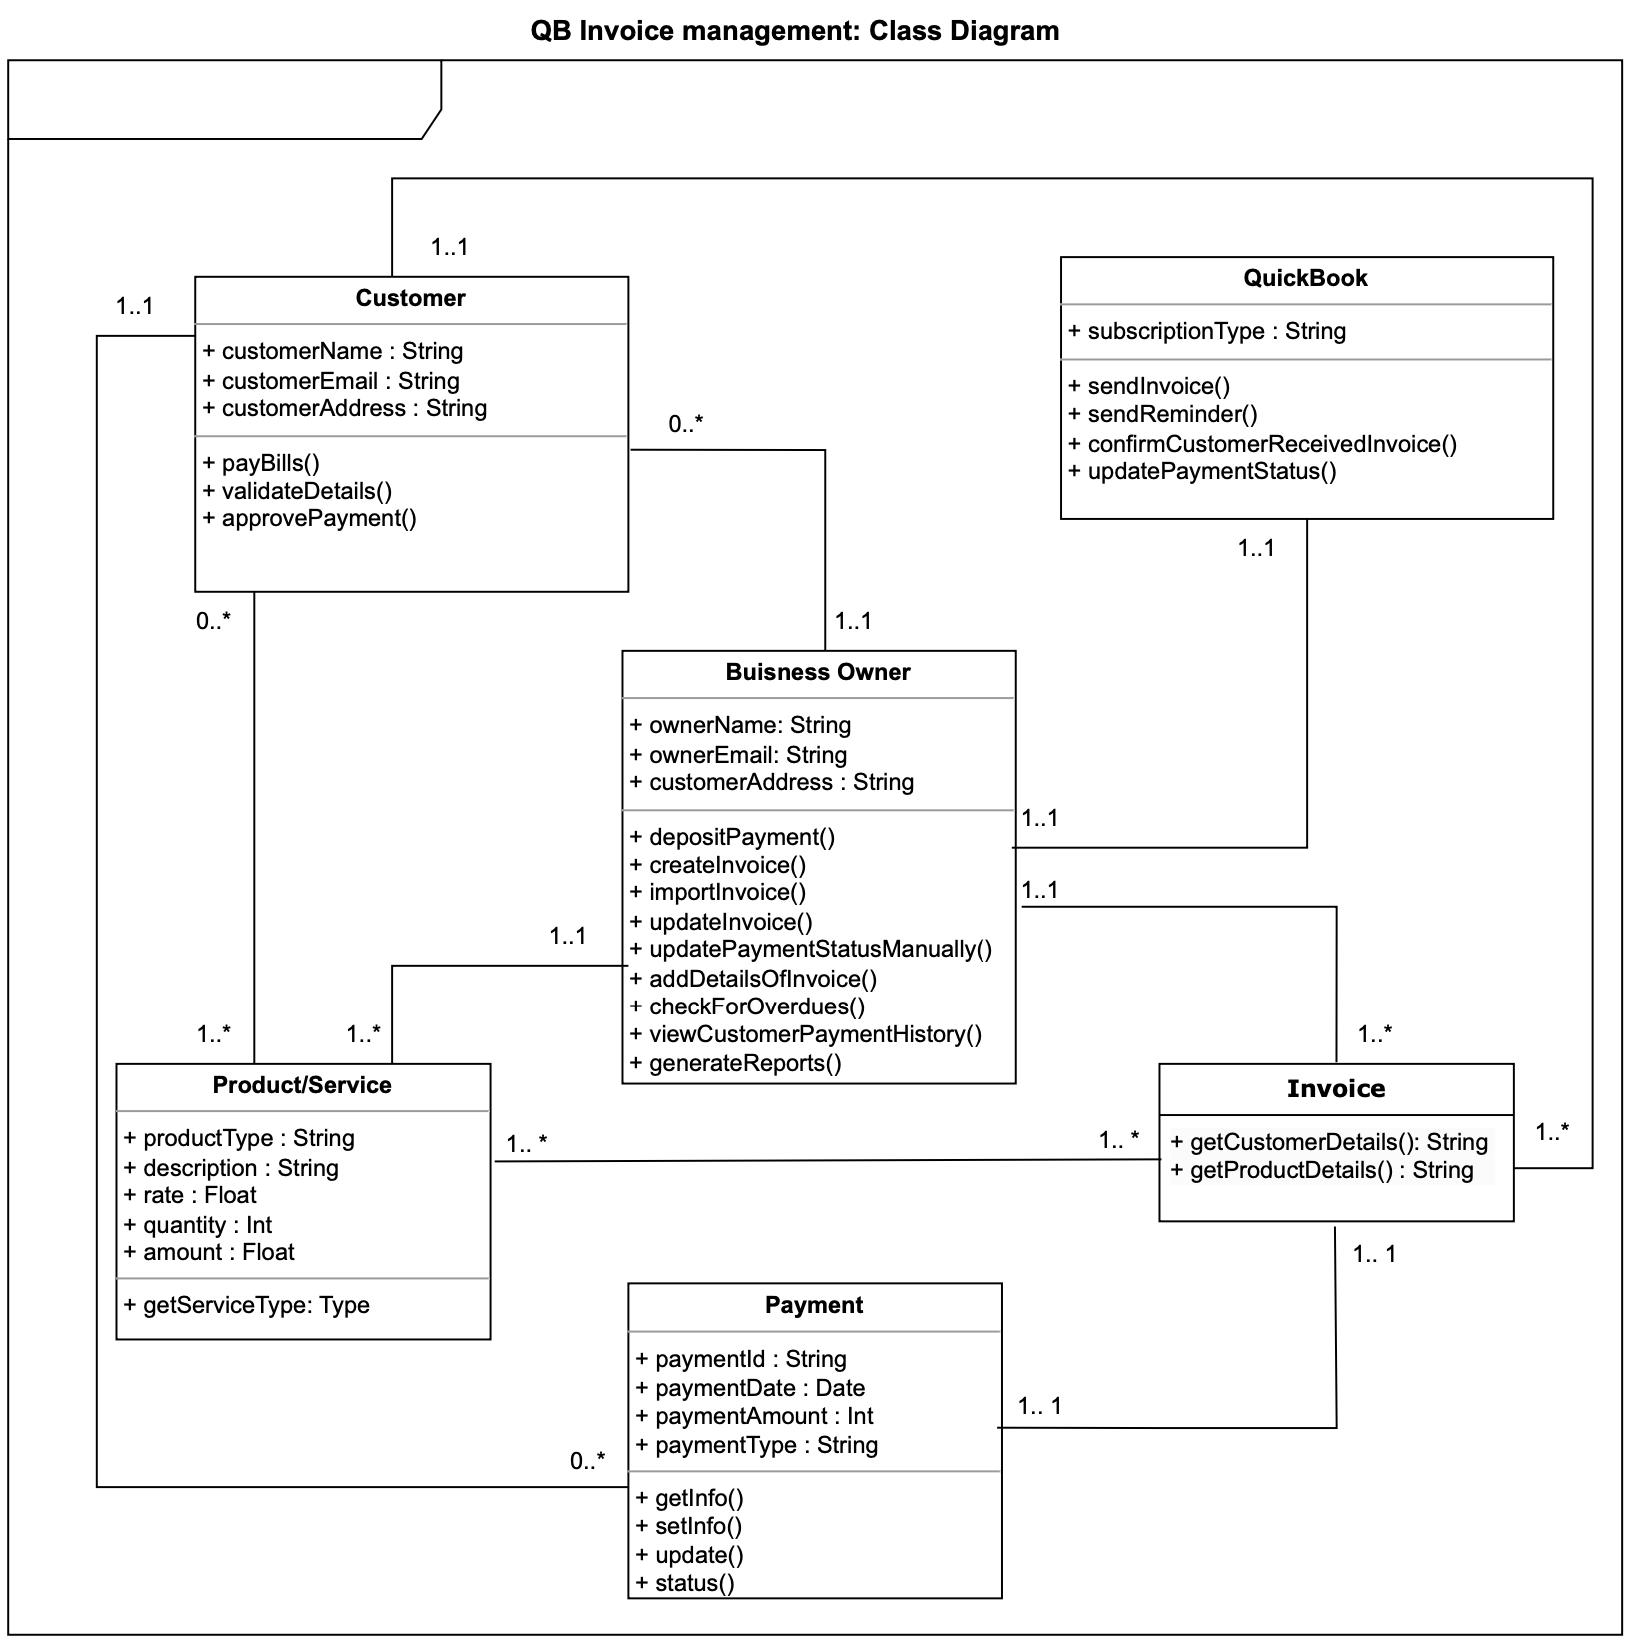 QB Invoice management: Class Diagram
1..1
1..1
Customer
+ customerName : String
+ customerEmail : String
+ customerAddress : String
+ payBills()
+ validateDetails()
+ approvePayment()
0..*
0..*
1..1
QuickBook
+ subscriptionType : String
+ sendInvoice()
+ sendReminder()
+ confirmCustomerReceivedInvoice()
+ updatePaymentStatus()
1..1
Buisness Owner
+ ownerName: String
+ ownerEmail: String
+ customerAddress : String
+ depositPayment()
+ createInvoice()
+ importInvoice()
+ updateInvoice()
+ updatePaymentStatusManually()
+ addDetailsOfInvoice()
+ checkForOverdues()
+ viewCustomerPaymentHistory()
+ generateReports()
1..1
1..1
1..1
1..*
1..*
1..*
Product/Service
+ productType : String
+ description : String
+ rate : Float
+ quantity : Int
+ amount : Float
+ getServiceType: Type
1.. *
1.. *
Invoice
+ getCustomerDetails(): String
+ getProductDetails() : String
1..*
1.. 1
Payment
+ paymentId : String
+ paymentDate : Date
+ paymentAmount : Int
+ paymentType : String
+ getInfo()
+ setInfo()
+ update()
+ status()
1.. 1
0..*